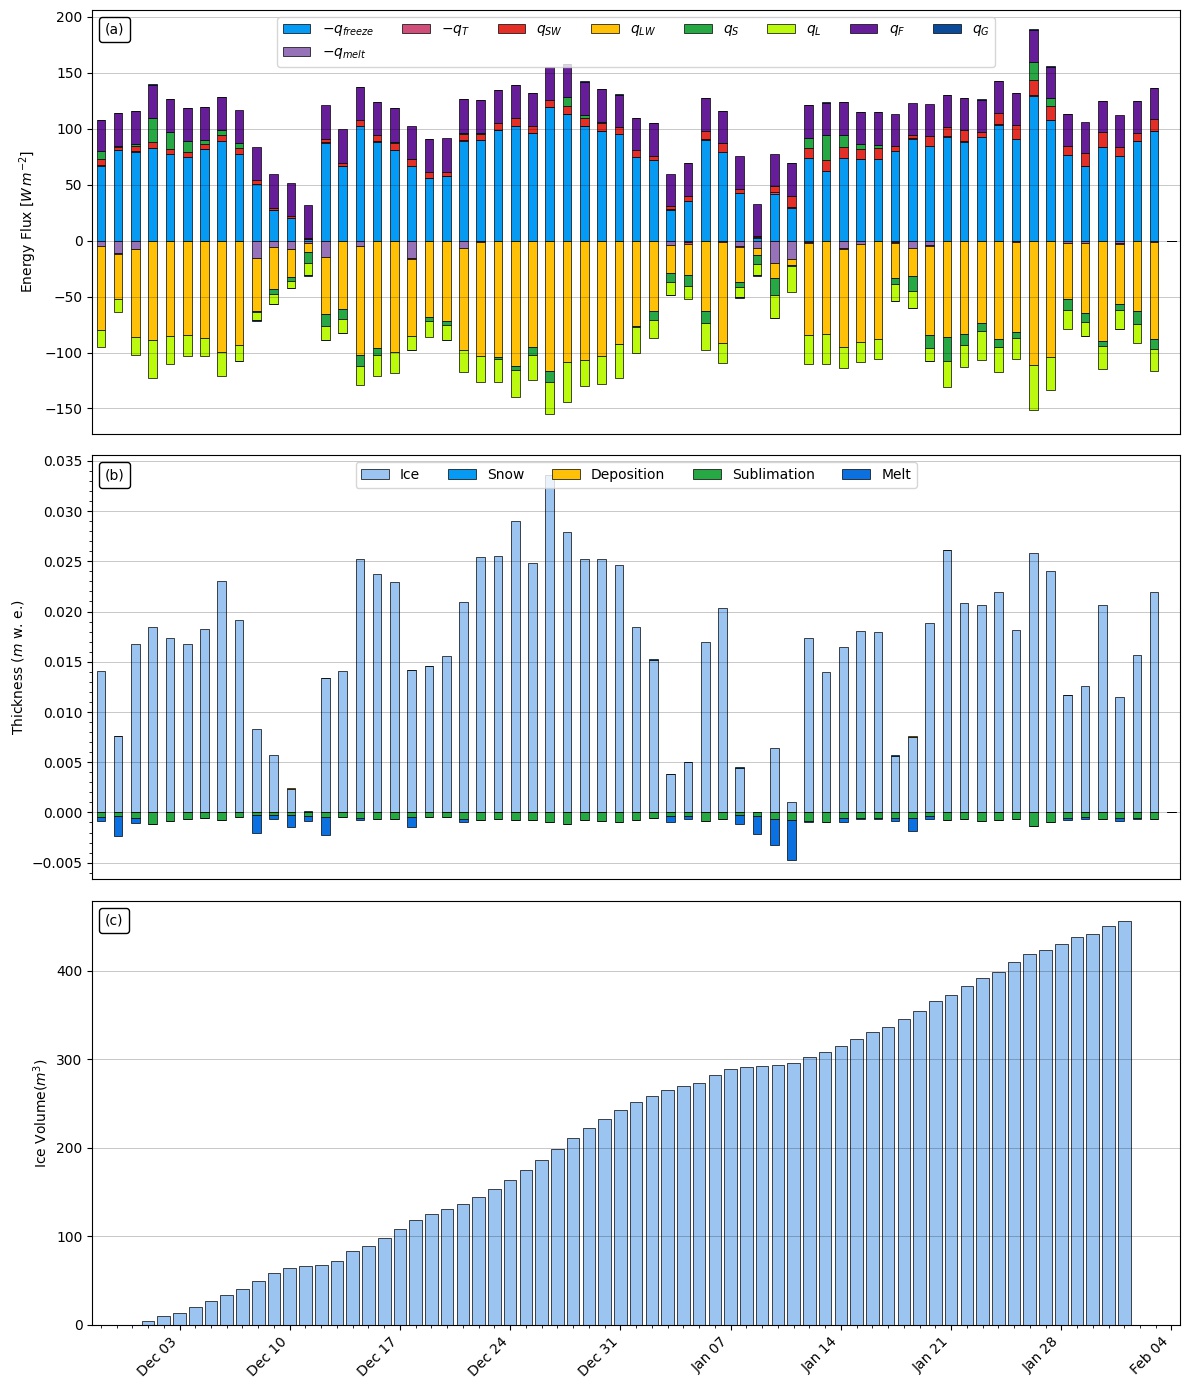 (a)
−q_freeze −q_T q_SW q_LW q_S q_L q_F q_G
−q_melt
Energy Flux [W m⁻²]
200
150
100
50
0
−50
−100
−150
(b)
Ice Snow Deposition Sublimation Melt
Thickness (m w. e.)
0.035
0.030
0.025
0.020
0.015
0.010
0.005
0.000
−0.005
(c)
Ice Volume(m³)
400
300
200
100
0
Dec 03 Dec 10 Dec 17 Dec 24 Dec 31 Jan 07 Jan 14 Jan 21 Jan 28 Feb 04